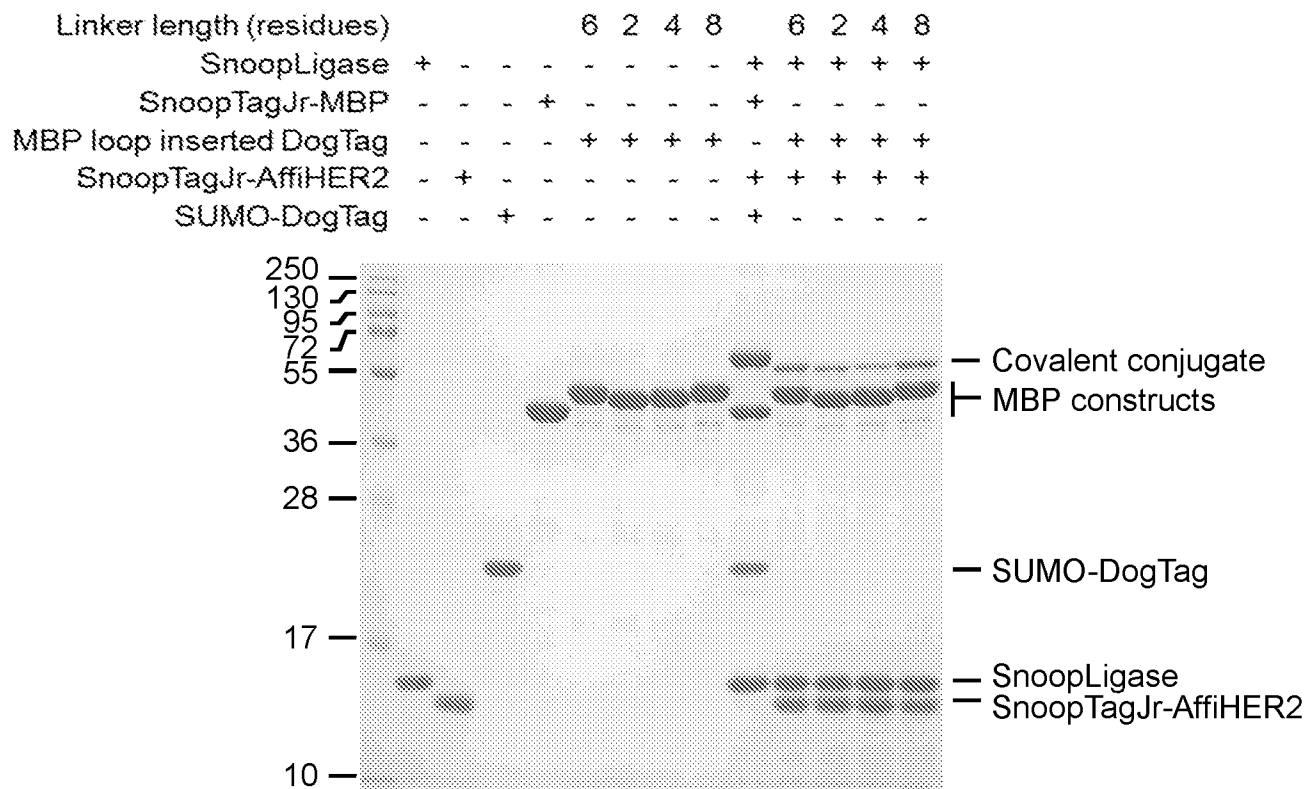 Linker length (residues) 6 2 4 8 6 2 4 8
SnoopLigase + - - - - - - - + + + + +
SnoopTagJr-MBP - - - + - - - - + - - - -
MBP loop inserted DogTag - - - - + + + + - + + + +
SnoopTagJr-AffiHER2 - + - - - - - - + + + + +
SUMO-DogTag - - + - - - - - + - - - -
250
130
95
72
55
36
28
17
10
Covalent conjugate
MBP constructs
SUMO-DogTag
SnoopLigase
SnoopTagJr-AffiHER2